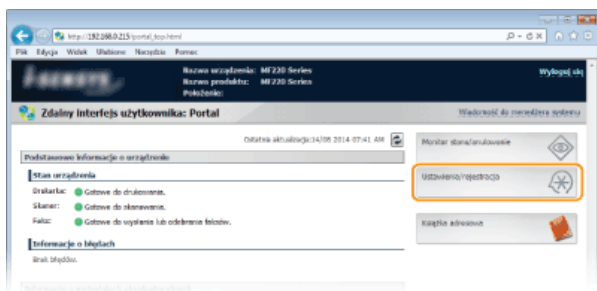 http://192.168.0.215/portal_top.html
Plik Edycja Widok Ulubione Narzędzia Pomoc
Nazwa urządzenia: MF220 Series
Nazwa produktu: MF220 Series
Położenie:
Wyloguj się
Zdalny interfejs użytkownika: Portal
Wiadomość do menedżera systemu
Ostatnia aktualizacja:14/05 2014 07:41 AM
Podstawowe informacje o urządzeniu
Stan urządzenia
Drukarka: Gotowe do drukowania.
Skaner: Gotowe do skanowania.
Faks: Gotowe do wysłania lub odebrania faksów.
Informacje o błędach
Brak błędów.
Monitor stanu/anulowanie
Ustawienia/rejestracja
Książka adresowa